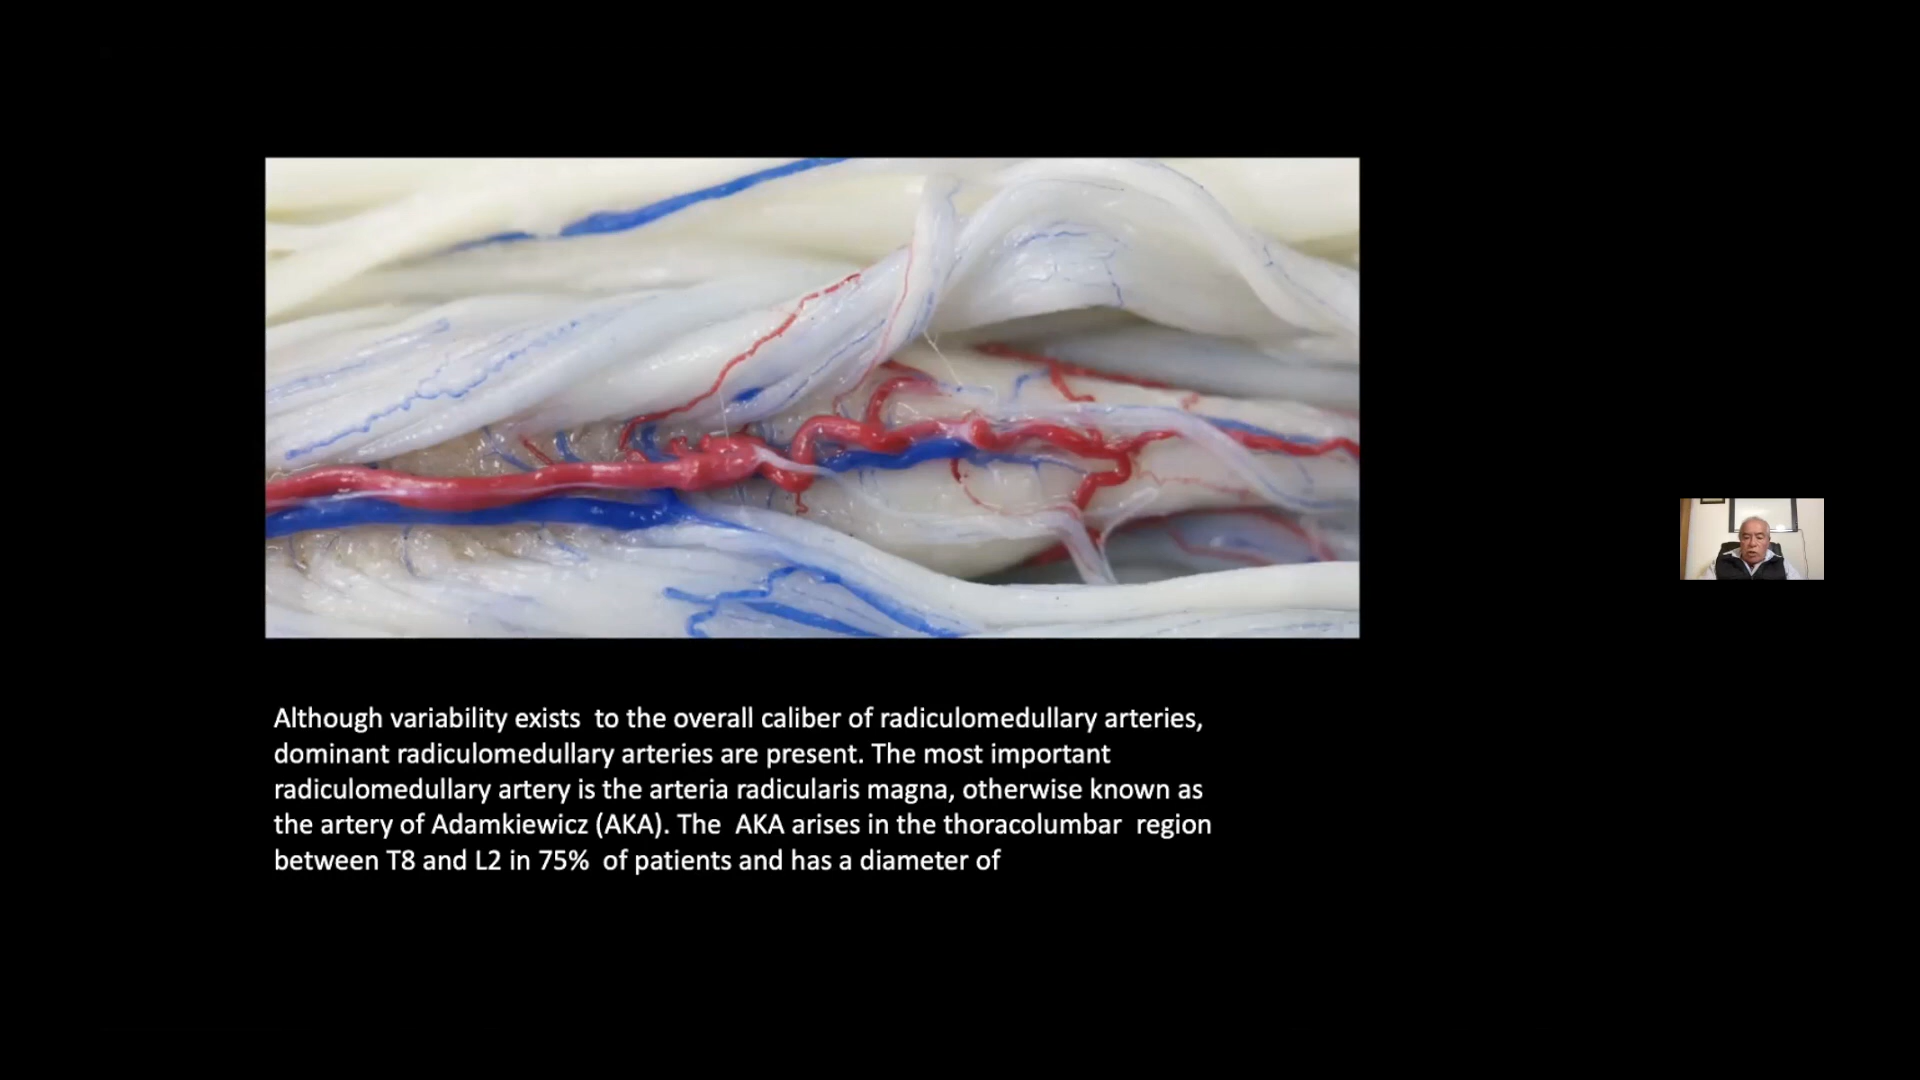 Although variability exists  to the overall caliber of radiculomedullary arteries,
dominant radiculomedullary arteries are present. The most important
radiculomedullary artery is the arteria radicularis magna, otherwise known as
the artery of Adamkiewicz (AKA). The  AKA arises in the thoracolumbar  region
between T8 and L2 in 75%  of patients and has a diameter of